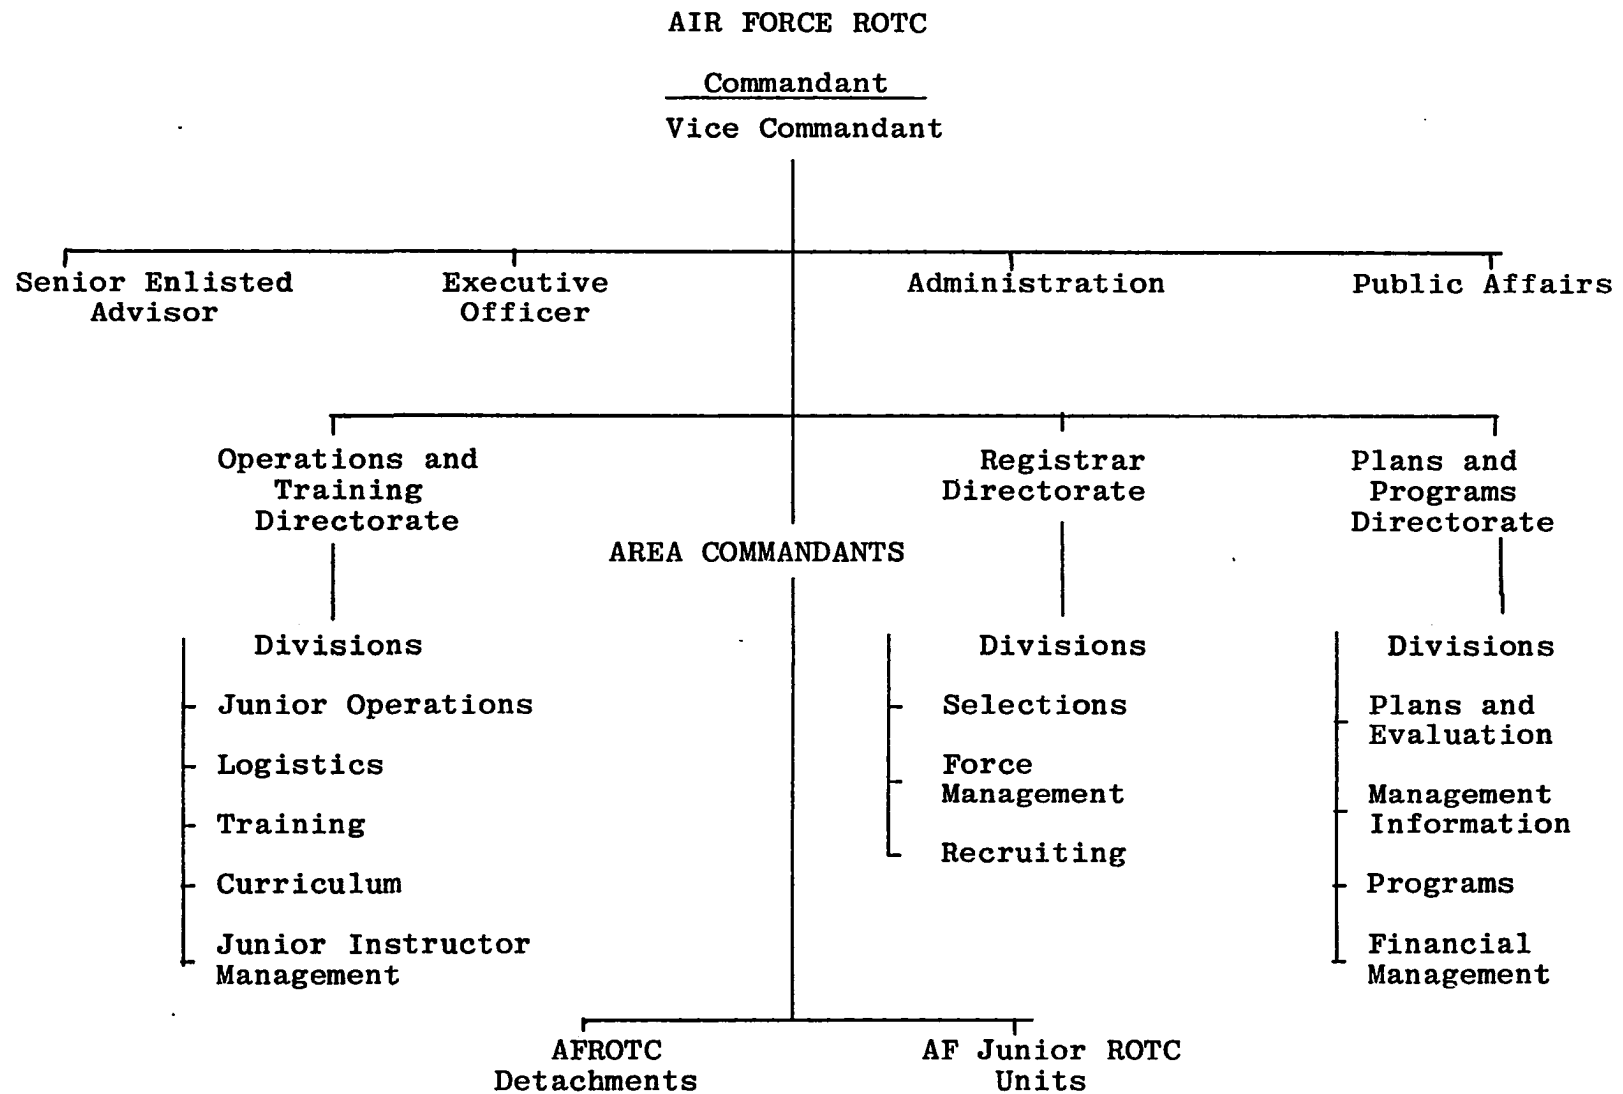 AIR FORCE ROTC
Commandant
Vice Commandant
Senior Enlisted
Advisor
Executive
Officer
Administration
Public Affairs
Operations and
Training
Directorate
Registrar
Directorate
Plans and
Programs
Directorate
AREA COMMANDANTS
Divisions
Junior Operations
Logistics
Training
Curriculum
Junior Instructor
Management
Divisions
Selections
Force
Management
Recruiting
Divisions
Plans and
Evaluation
Management
Information
Programs
Financial
Management
AFROTC
Detachments
AF Junior ROTC
Units